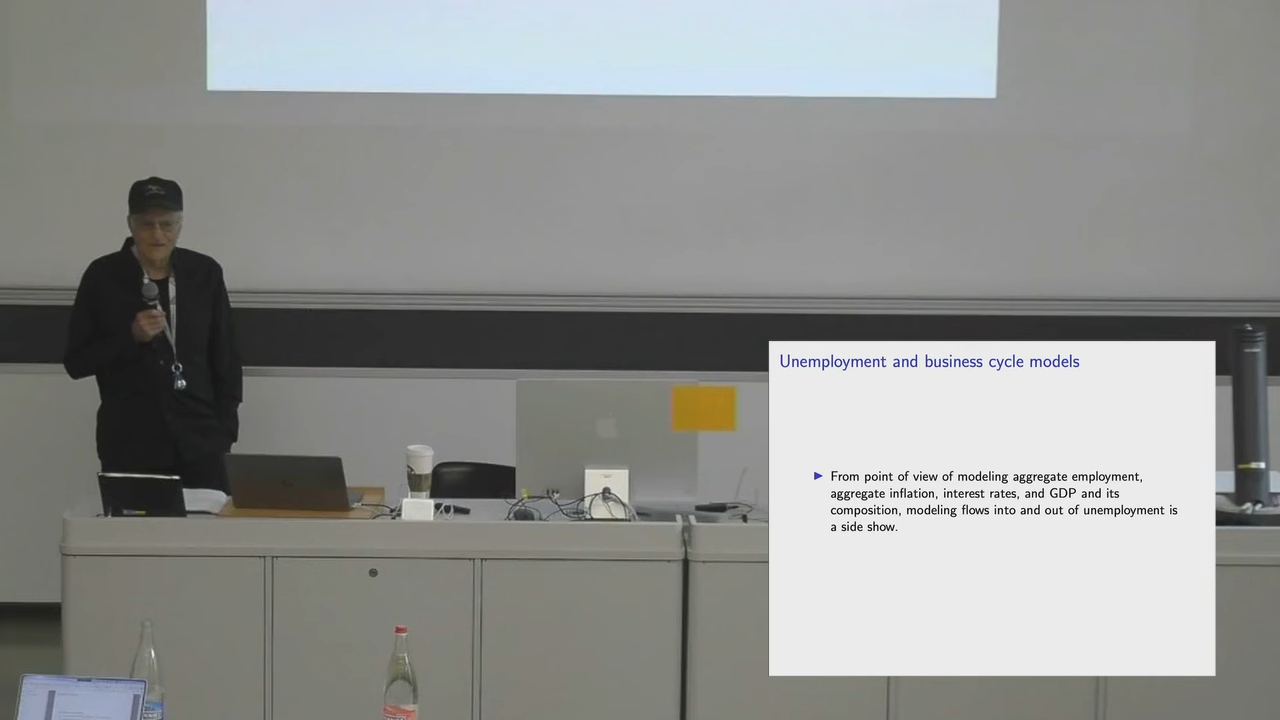 Unemployment and business cycle models
From point of view of modeling aggregate employment,
aggregate inflation, interest rates, and GDP and its
composition, modeling flows into and out of unemployment is
a side show.